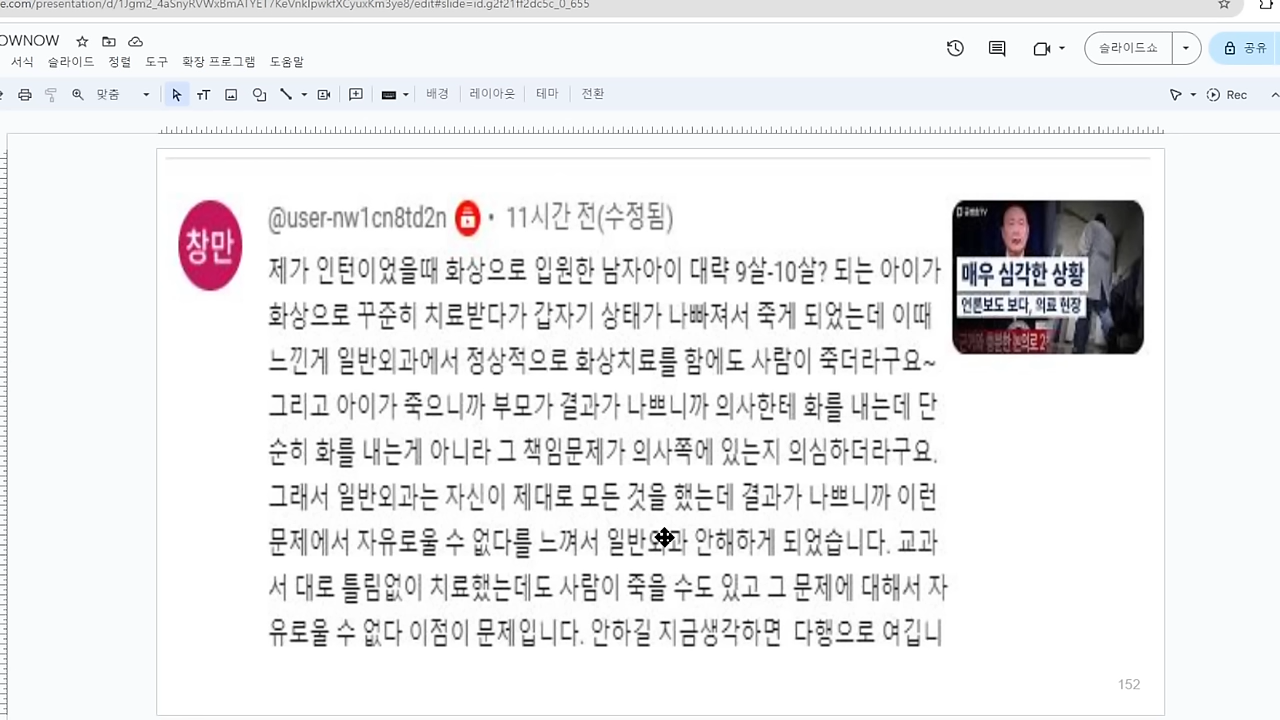 e.com/presentation/d/1Jgm2_4aSnyRVWxBmATYET7KeVnkIpwkfXCyuxKm3ye8/edit#slide=id.g2f21ff2dc5c_0_655
OWNOW
서식 슬라이드 정렬 도구 확장 프로그램 도움말
슬라이드쇼
공유
맞춤
배경 레이아웃 테마 전환
Rec
창만
@user-nw1cn8td2n • 11시간 전(수정됨)
제가 인턴이었을때 화상으로 입원한 남자아이 대략 9살-10살? 되는 아이가
화상으로 꾸준히 치료받다가 갑자기 상태가 나빠져서 죽게 되었는데 이때
느낀게 일반외과에서 정상적으로 화상치료를 함에도 사람이 죽더라구요~
그리고 아이가 죽으니까 부모가 결과가 나쁘니까 의사한테 화를 내는데 단
순히 화를 내는게 아니라 그 책임문제가 의사쪽에 있는지 의심하더라구요.
그래서 일반외과는 자신이 제대로 모든 것을 했는데 결과가 나쁘니까 이런
문제에서 자유로울 수 없다를 느껴서 일반외과 안해하게 되었습니다. 교과
서 대로 틀림없이 치료했는데도 사람이 죽을 수도 있고 그 문제에 대해서 자
유로울 수 없다 이점이 문제입니다. 안하길 지금생각하면 다행으로 여깁니
매우 심각한 상황
언론보도 보다, 의료 현장
152